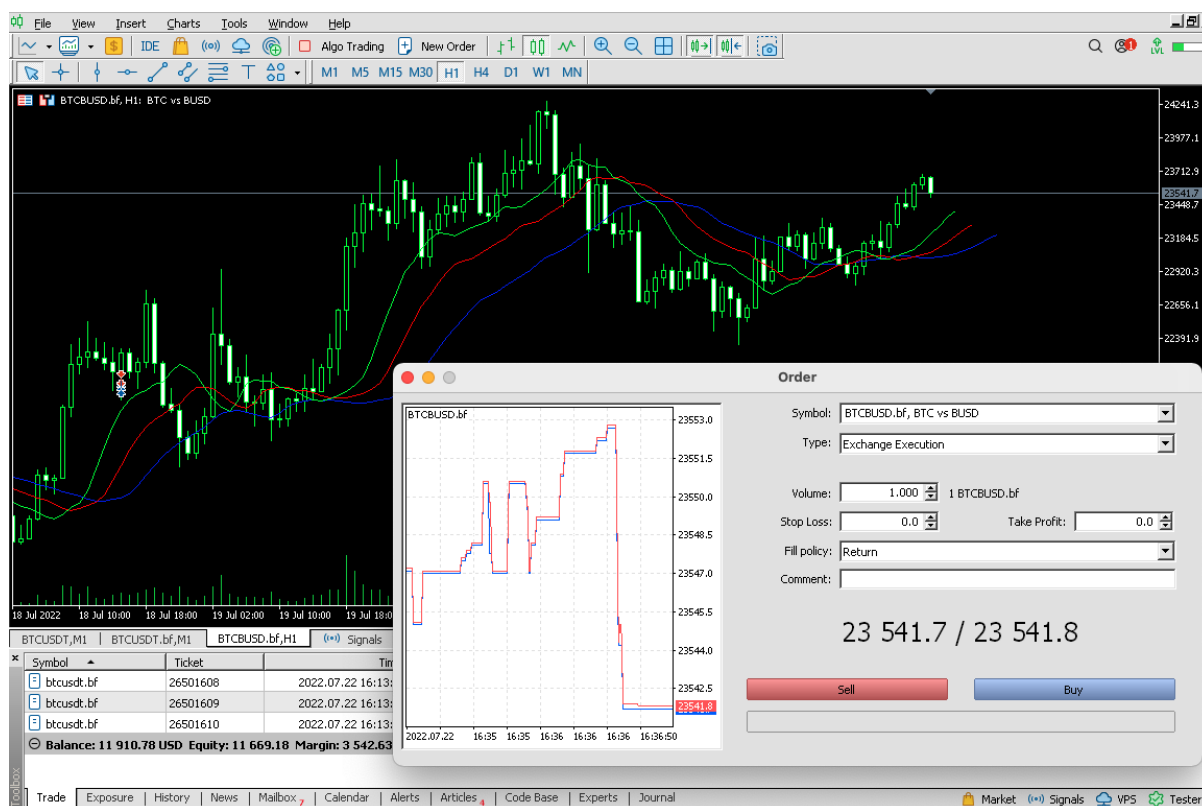 File View Insert Charts Tools Window Help
IDE Algo Trading New Order 1 LVL
M1 M5 M15 M30 H1 H4 D1 W1 MN
BTCBUSD.bf, H1: BTC vs BUSD
24241.3
23977.1
23712.9
23541.7
23448.7
23184.5
22920.3
22656.1
22391.9
18 Jul 2022 18 Jul 10:00 18 Jul 18:00 19 Jul 02:00 19 Jul 10:00 19 Jul 18:0
BTCUSDT,M1 BTCUSDT.bf,M1 BTCBUSD.bf,H1 Signals
Symbol Ticket Tim
btcusdt.bf 26501608 2022.07.22 16:13:
btcusdt.bf 26501609 2022.07.22 16:13:
btcusdt.bf 26501610 2022.07.22 16:13:
Balance: 11 910.78 USD Equity: 11 669.18 Margin: 3 542.63
Order
BTCBUSD.bf
23553.0
23551.5
23550.0
23548.5
23547.0
23545.5
23544.0
23542.5
23541.8
2022.07.22 16:35 16:35 16:36 16:36 16:36 16:36:50
Symbol: BTCBUSD.bf, BTC vs BUSD
Type: Exchange Execution
Volume: 1.000 1 BTCBUSD.bf
Stop Loss: 0.0 Take Profit: 0.0
Fill policy: Return
Comment:
23 541.7 / 23 541.8
Sell Buy
Toolbox
Trade Exposure History News Mailbox 7 Calendar Alerts Articles 4 Code Base Experts Journal
Market Signals VPS Tester